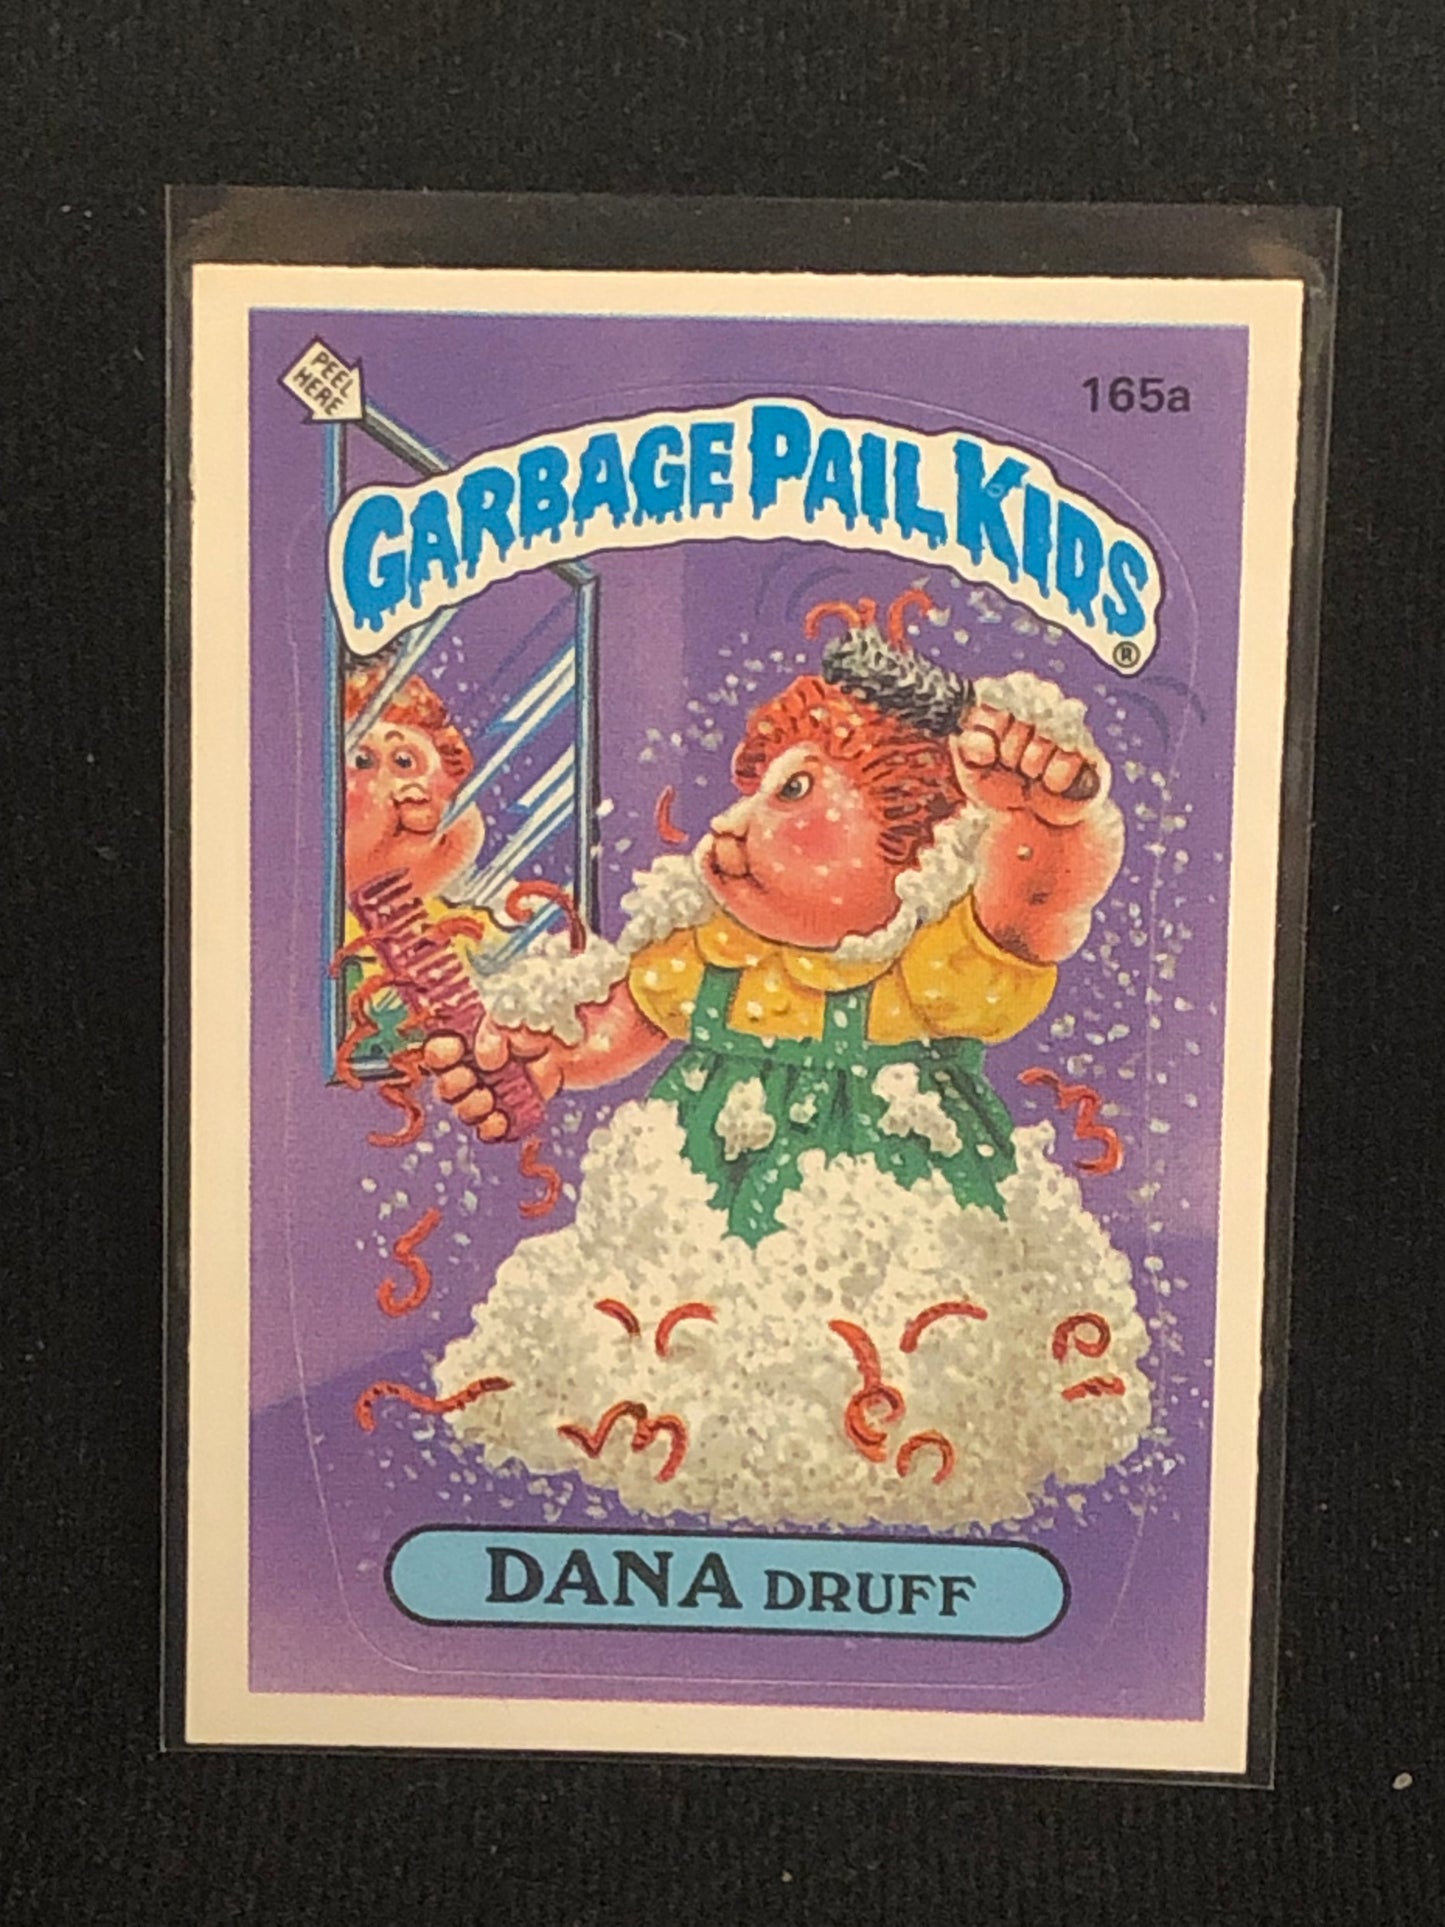 PEEL
HERE
165a
GARBAGE PAIL KIDS
®
DANA DRUFF